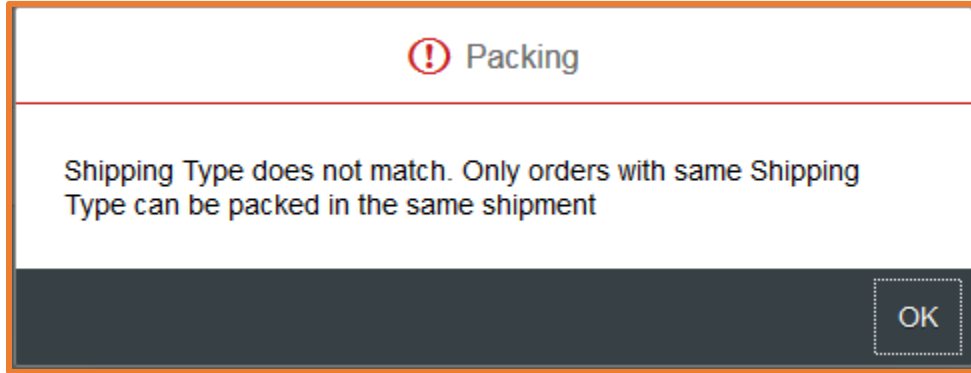 Packing
Shipping Type does not match. Only orders with same Shipping
Type can be packed in the same shipment
OK